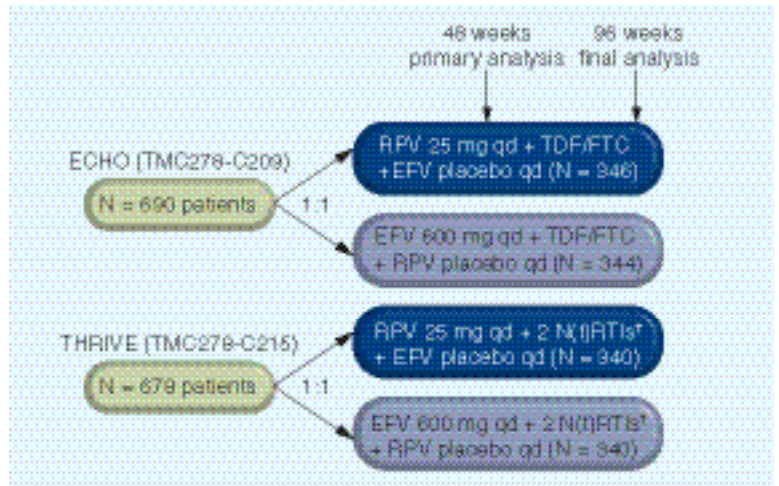 48 weeks
primary analysis
96 weeks
final analysis
ECHO (TMC278-C209)
N = 690 patients
1:1
RPV 25 mg qd + TDF/FTC
+EFV placebo qd (N = 346)
EFV 600 mg qd + TDF/FTC
+ RPV placebo qd (N = 344)
THRIVE (TMC278-C215)
N = 678 patients
1:1
RPV 25 mg qd + 2 N(t)RTIs†
+ EFV placebo qd (N = 340)
EFV 600 mg qd + 2 N(t)RTIs†
+ RPV placebo qd (N = 340)